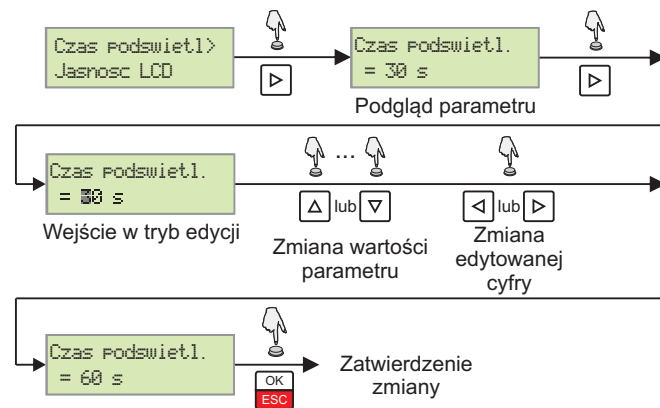 Czas podswietl>
Jasnosc LCD
Czas podswietl.
= 30 s
Podgląd parametru
Czas podswietl.
= 30 s
Wejście w tryb edycji
...
lub
Zmiana wartości
parametru
lub
Zmiana
edytowanej
cyfry
Czas podswietl.
= 60 s
OK
ESC
Zatwierdzenie
zmiany